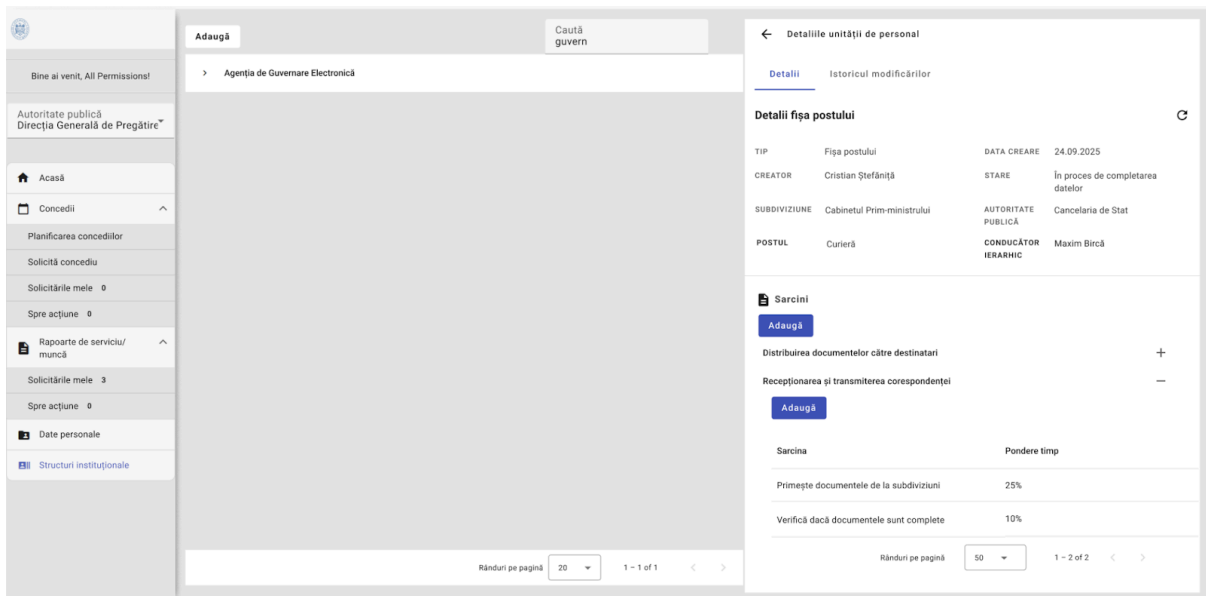 Bine ai venit, All Permissions!
Autoritate publică
Direcția Generală de Pregătire
Acasă
Concedii
Planificarea concediilor
Solicită concediu
Solicitările mele 0
Spre acțiune 0
Rapoarte de serviciu/
muncă
Solicitările mele 3
Spre acțiune 0
Date personale
Structuri instituționale
Adaugă
Caută
guvern
Agenția de Guvernare Electronică
Rânduri pe pagină 20 1 – 1 of 1
Detaliile unității de personal
Detalii Istoricul modificărilor
Detalii fișa postului
TIP Fișa postului DATA CREARE 24.09.2025
CREATOR Cristian Ștefăniță STARE În proces de completarea
datelor
SUBDIVIZIUNE Cabinetul Prim-ministrului AUTORITATE Cancelaria de Stat
PUBLICĂ
POSTUL Curieră CONDUCĂTOR Maxim Bircă
IERARHIC
Sarcini
Adaugă
Distribuirea documentelor către destinatari
Recepționarea și transmiterea corespondenței
Adaugă
Sarcina Pondere timp
Primește documentele de la subdiviziuni 25%
Verifică dacă documentele sunt complete 10%
Rânduri pe pagină 50 1 – 2 of 2